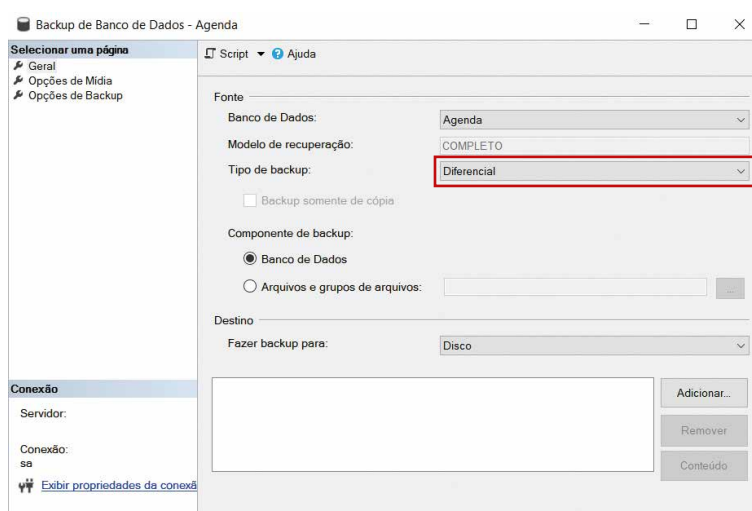 Backup de Banco de Dados - Agenda
Selecionar uma página
Geral
Opções de Mídia
Opções de Backup
Script
Ajuda
Fonte
Banco de Dados:
Agenda
Modelo de recuperação:
COMPLETO
Tipo de backup:
Diferencial
Backup somente de cópia
Componente de backup:
Banco de Dados
Arquivos e grupos de arquivos:
...
Destino
Fazer backup para:
Disco
Adicionar...
Remover
Conteúdo
Conexão
Servidor:
Conexão:
sa
Exibir propriedades da conexã